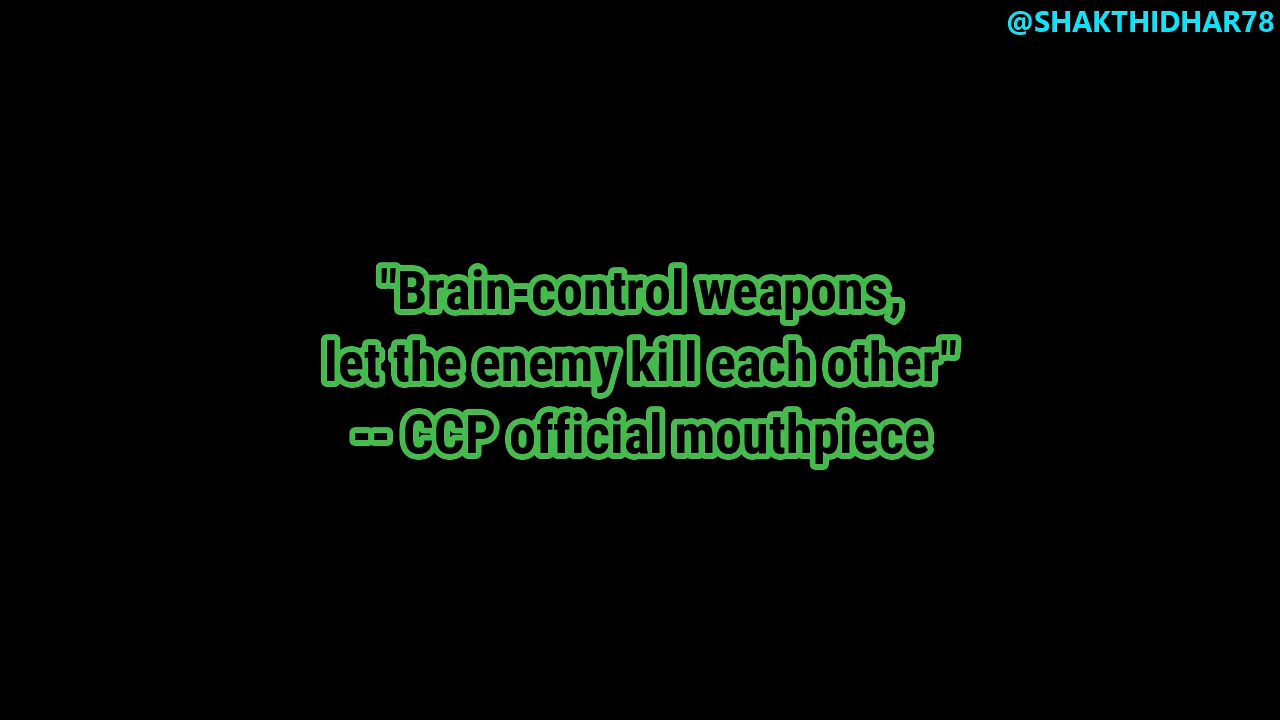 @SHAKTHIDHAR78
"Brain-control weapons,
let the enemy kill each other"
-- CCP official mouthpiece